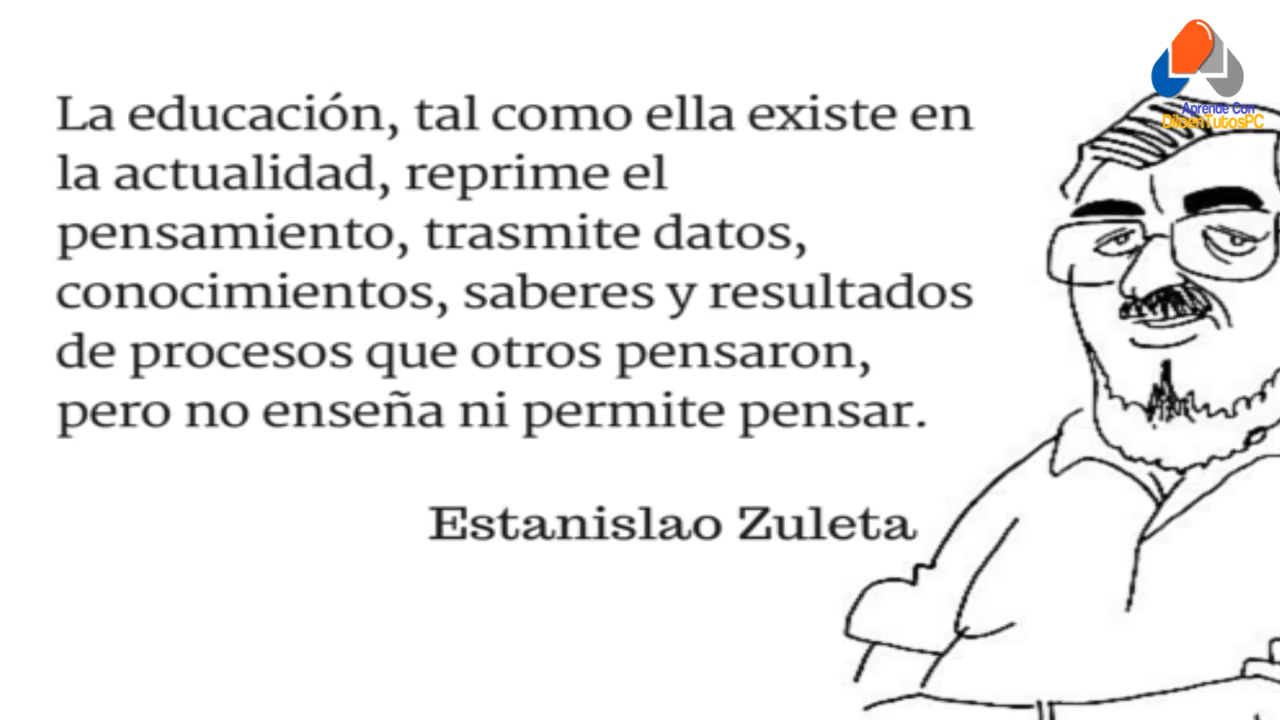 Aprende Con
DiloenTutosPC
La educación, tal como ella existe en
la actualidad, reprime el
pensamiento, trasmite datos,
conocimientos, saberes y resultados
de procesos que otros pensaron,
pero no enseña ni permite pensar.
Estanislao Zuleta